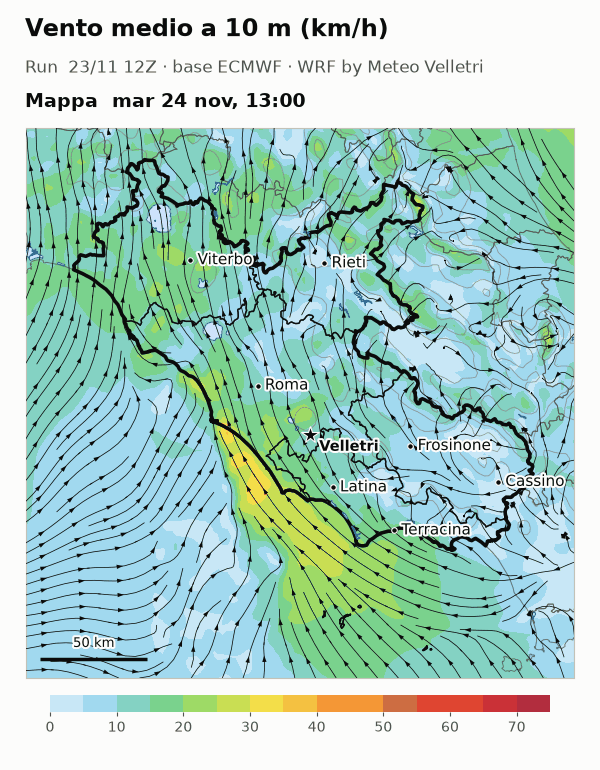 Vento medio a 10 m (km/h)
Run 23/11 12Z · base ECMWF · WRF by Meteo Velletri
Mappa mar 24 nov, 13:00
Viterbo
Rieti
Roma
Velletri
Frosinone
Cassino
Latina
Terracina
50 km
0 10 20 30 40 50 60 70